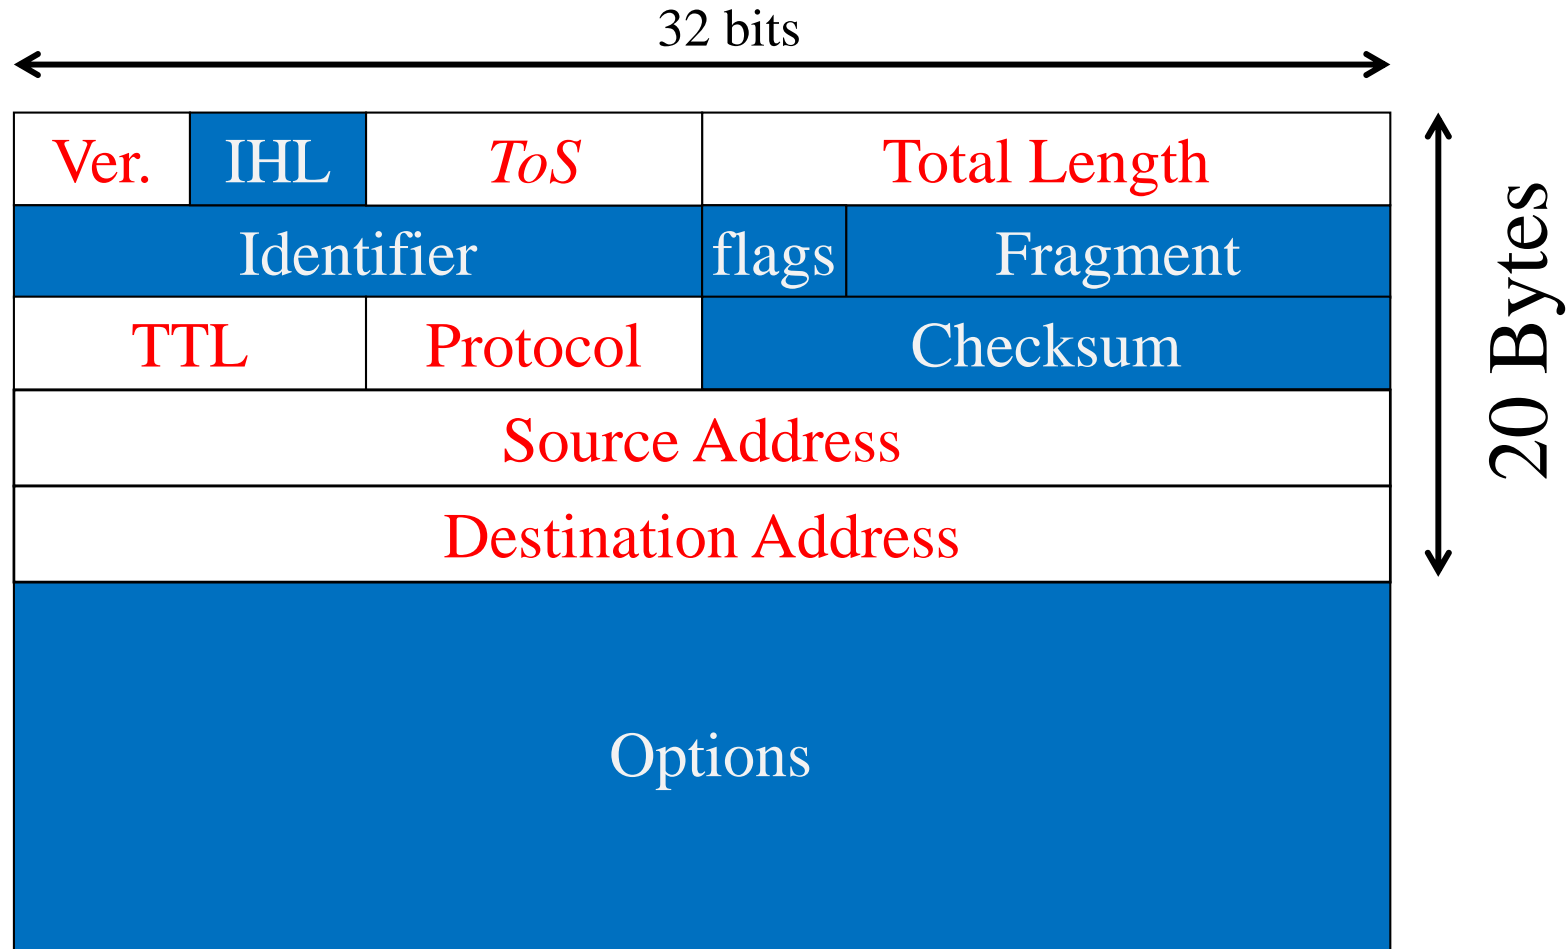 32 bits
Ver. IHL ToS Total Length
Identifier flags Fragment
TTL Protocol Checksum
Source Address
Destination Address
Options
20 Bytes